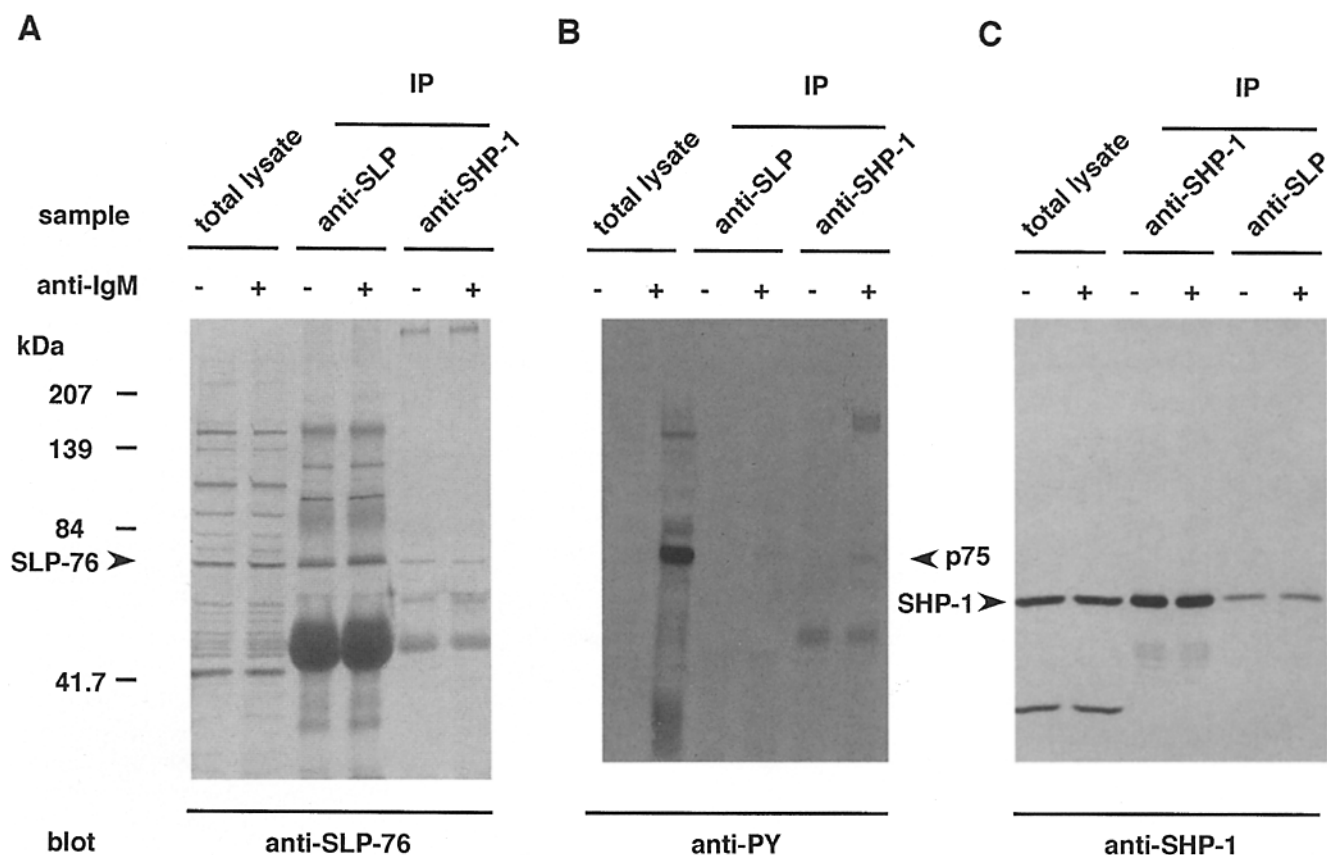 A B C
IP IP IP
total lysate anti-SLP anti-SHP-1 total lysate anti-SLP anti-SHP-1 total lysate anti-SHP-1 anti-SLP
sample
anti-IgM - + - + - + - + - + - + - + - + - +
kDa
207
139
84
SLP-76 p75
SHP-1
41.7
blot anti-SLP-76 anti-PY anti-SHP-1